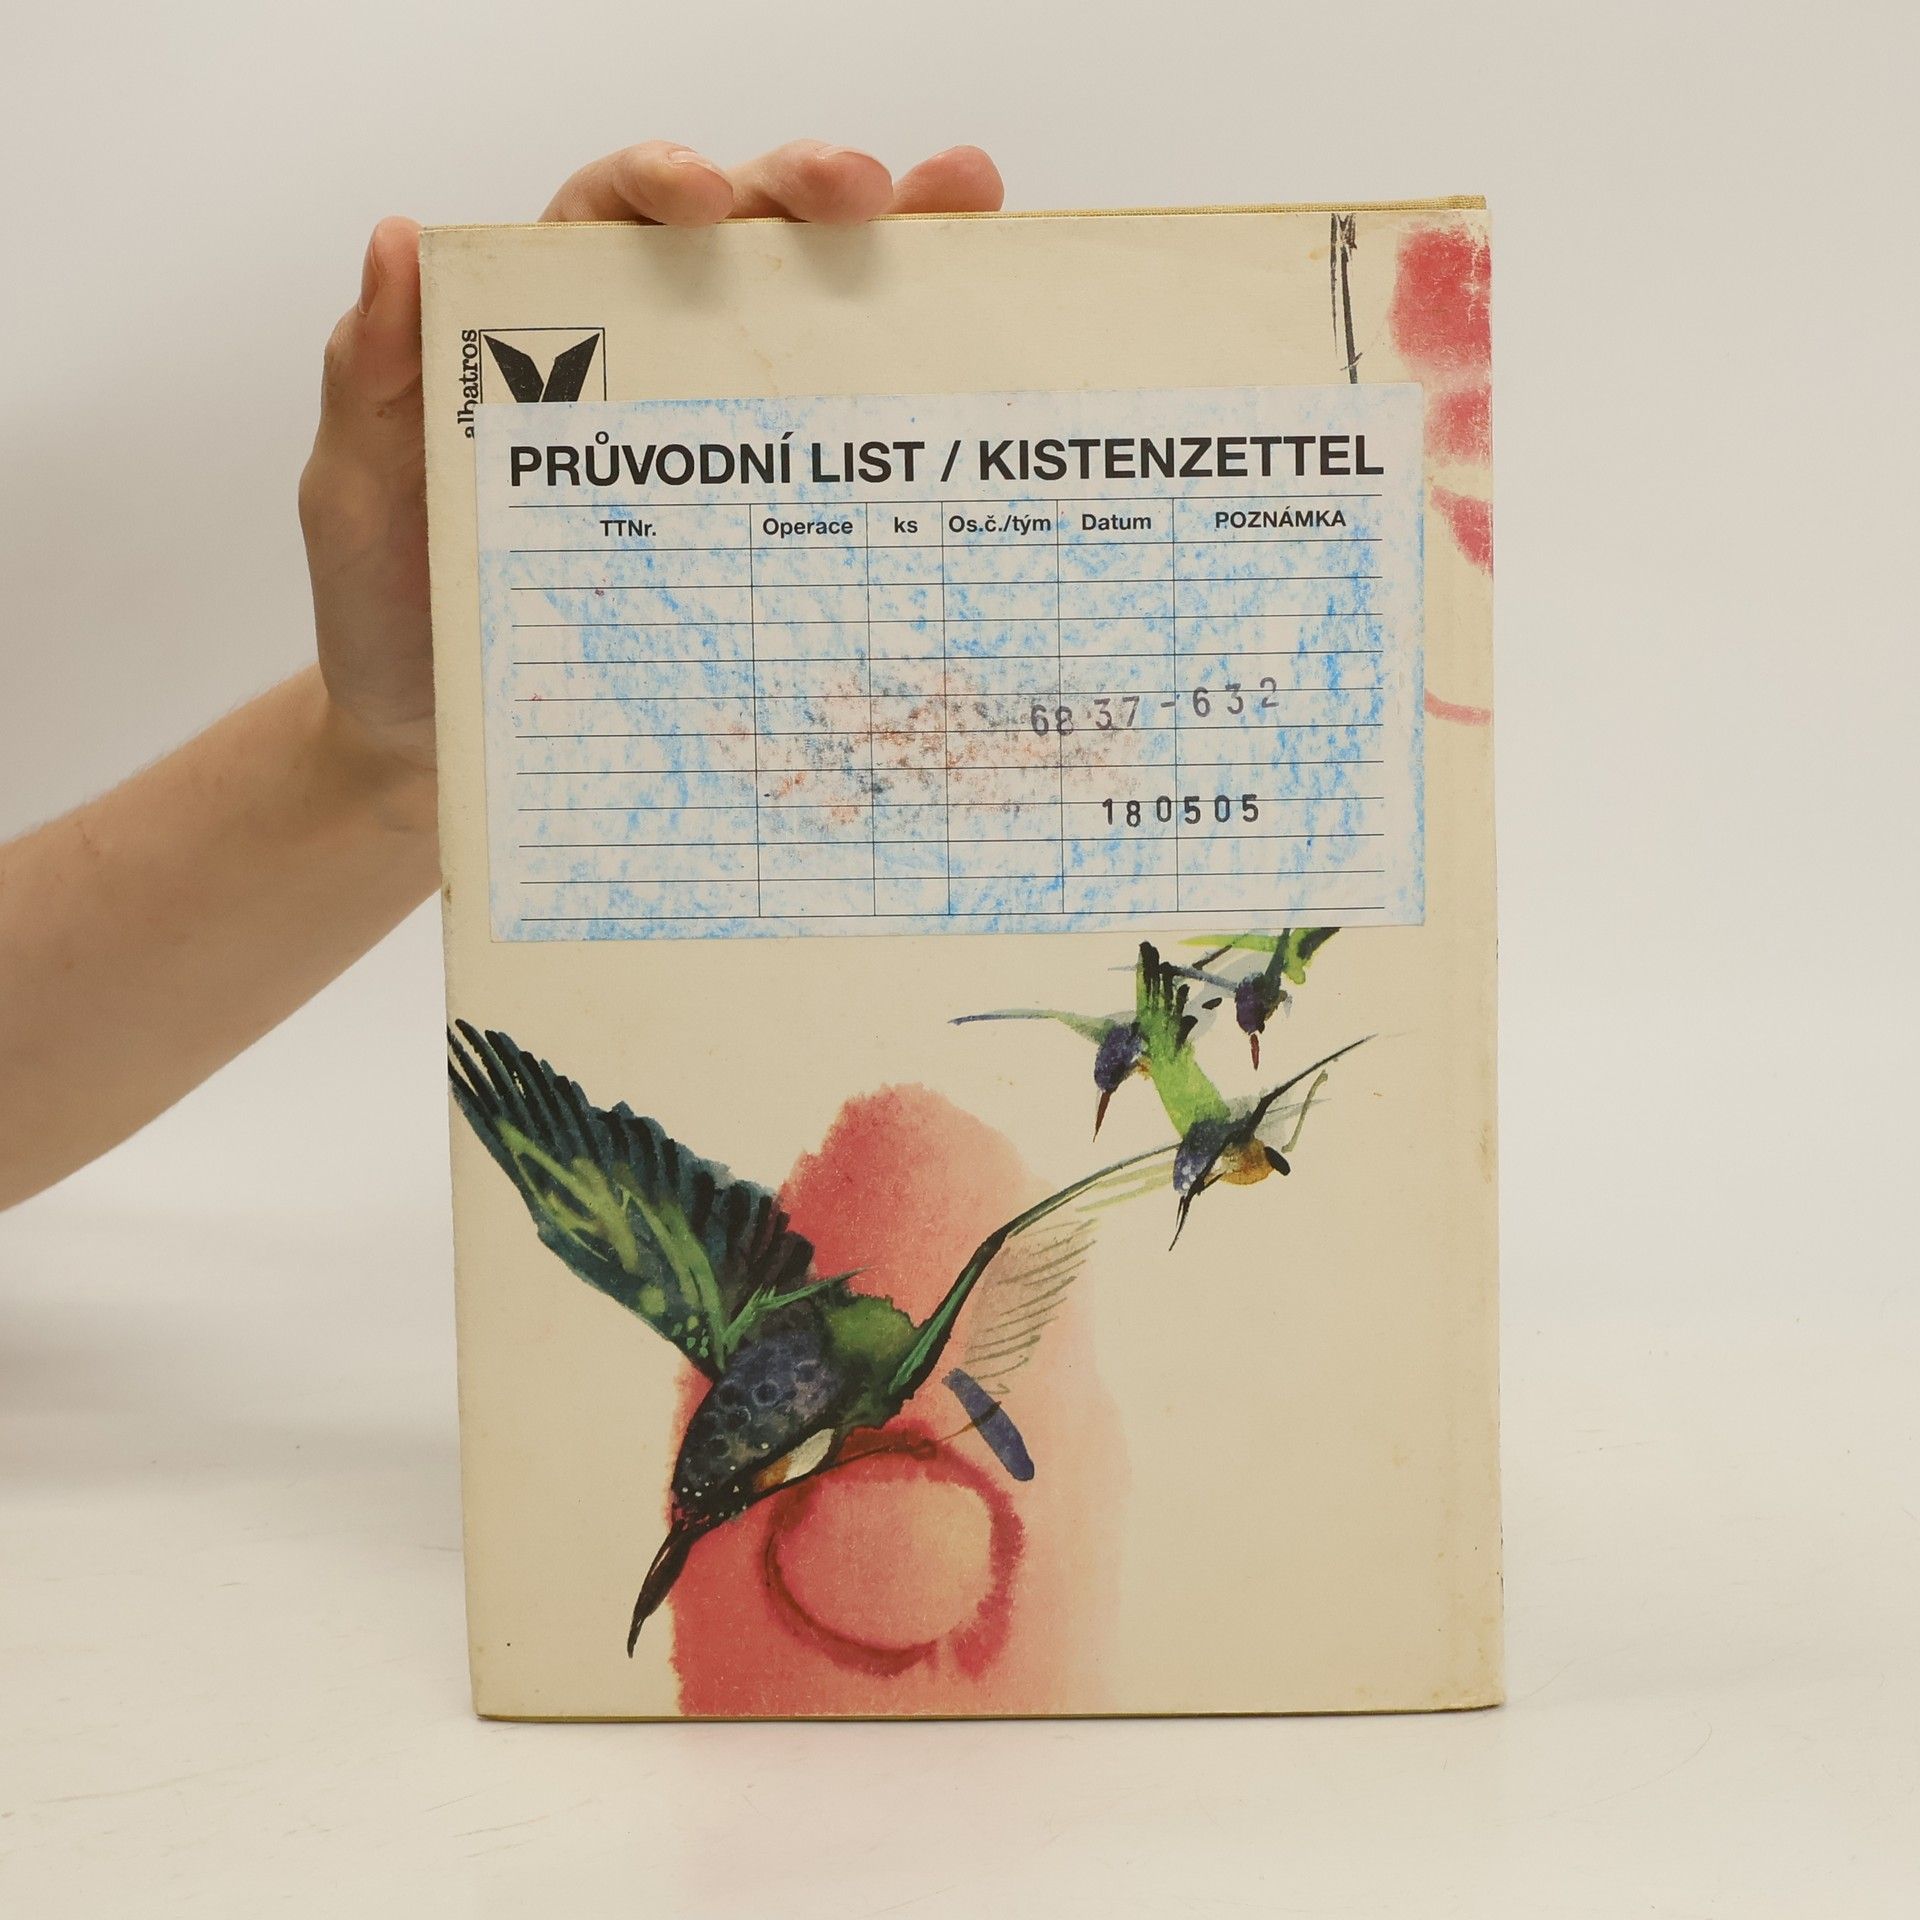 albatros
PRŮVODNÍ LIST / KISTENZETTEL
TTNr. Operace ks Os.č./tým Datum POZNÁMKA
6837-632
180505